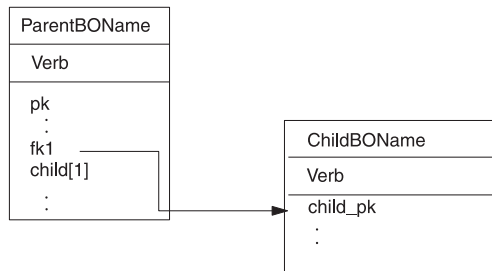 ParentBOName
Verb
pk
:
fk1
child[1]
:
ChildBOName
Verb
child_pk
: